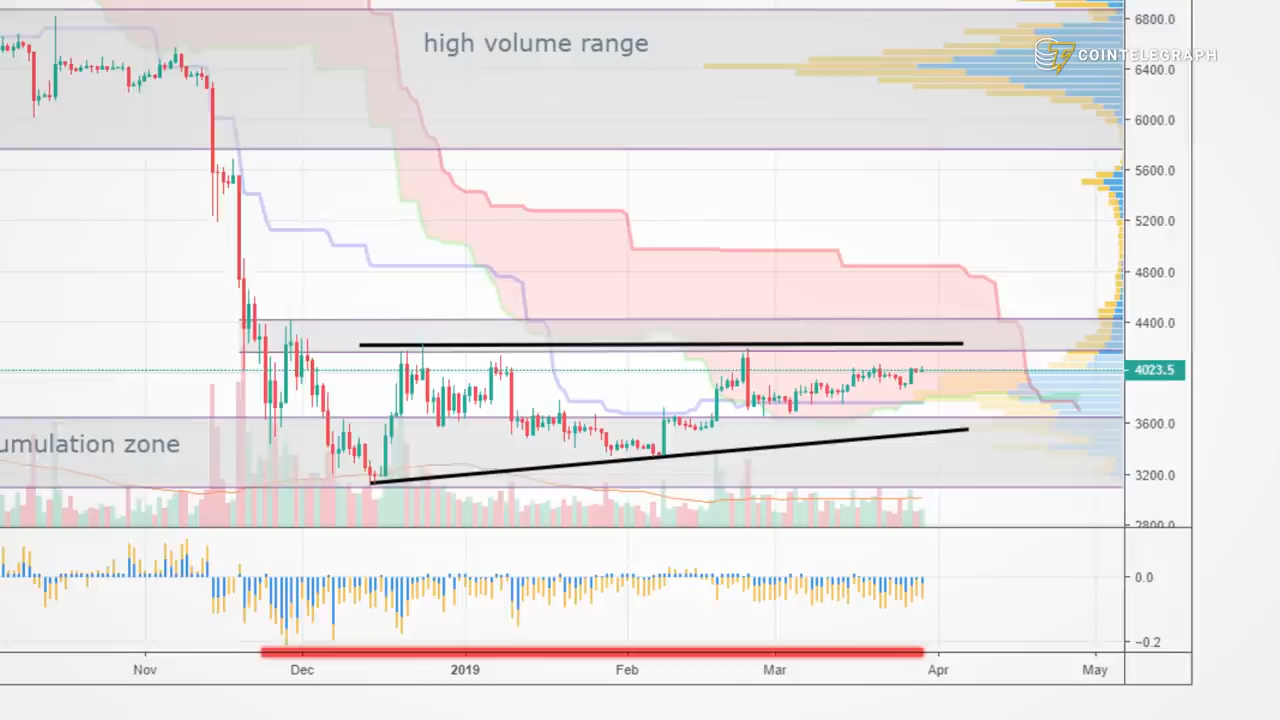 high volume range
COINTELEGRAPH
6800.0
6400.0
6000.0
5600.0
5200.0
4800.0
4400.0
4023.5
3600.0
umulation zone
3200.0
2800.0
0.0
−0.2
Nov
Dec
2019
Feb
Mar
Apr
May